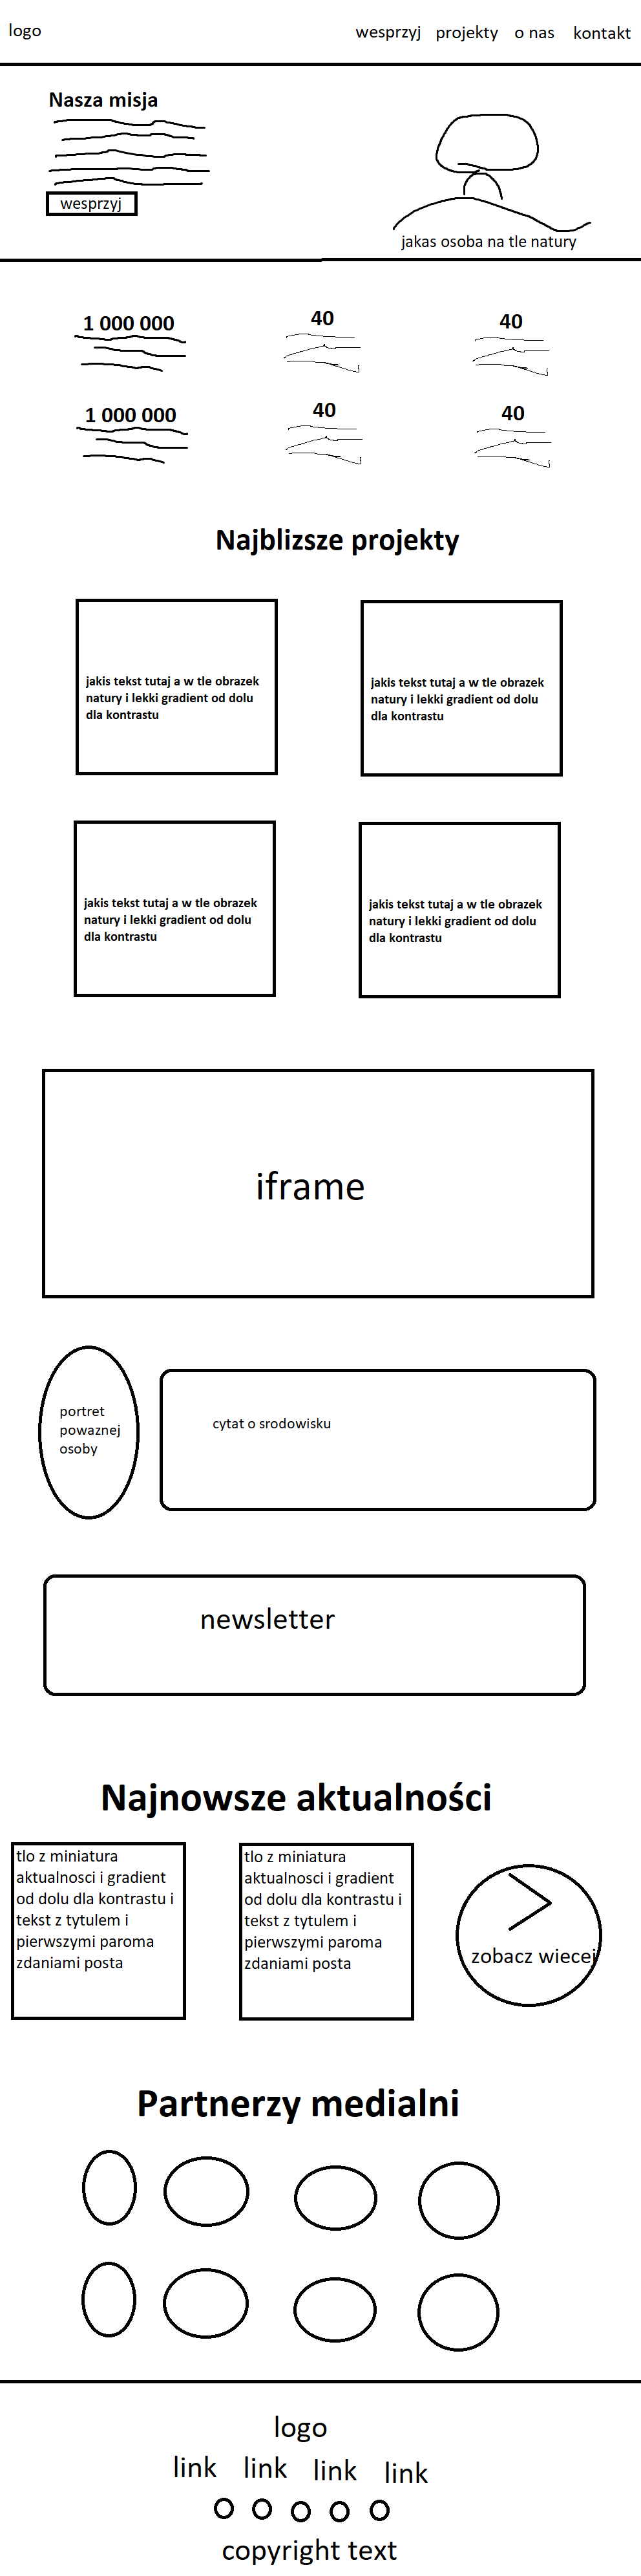 logo
wesprzyj projekty o nas kontakt
Nasza misja
wesprzyj
jakas osoba na tle natury
1 000 000 40 40
1 000 000 40 40
Najblizsze projekty
jakis tekst tutaj a w tle obrazek
natury i lekki gradient od dolu
dla kontrastu
jakis tekst tutaj a w tle obrazek
natury i lekki gradient od dolu
dla kontrastu
jakis tekst tutaj a w tle obrazek
natury i lekki gradient od dolu
dla kontrastu
jakis tekst tutaj a w tle obrazek
natury i lekki gradient od dolu
dla kontrastu
iframe
portret
powaznej
osoby
cytat o srodowisku
newsletter
Najnowsze aktualności
tlo z miniatura
aktualnosci i gradient
od dolu dla kontrastu i
tekst z tytulem i
pierwszymi paroma
zdaniami posta
tlo z miniatura
aktualnosci i gradient
od dolu dla kontrastu i
tekst z tytulem i
pierwszymi paroma
zdaniami posta
zobacz wiecej
Partnerzy medialni
logo
link link link link
copyright text